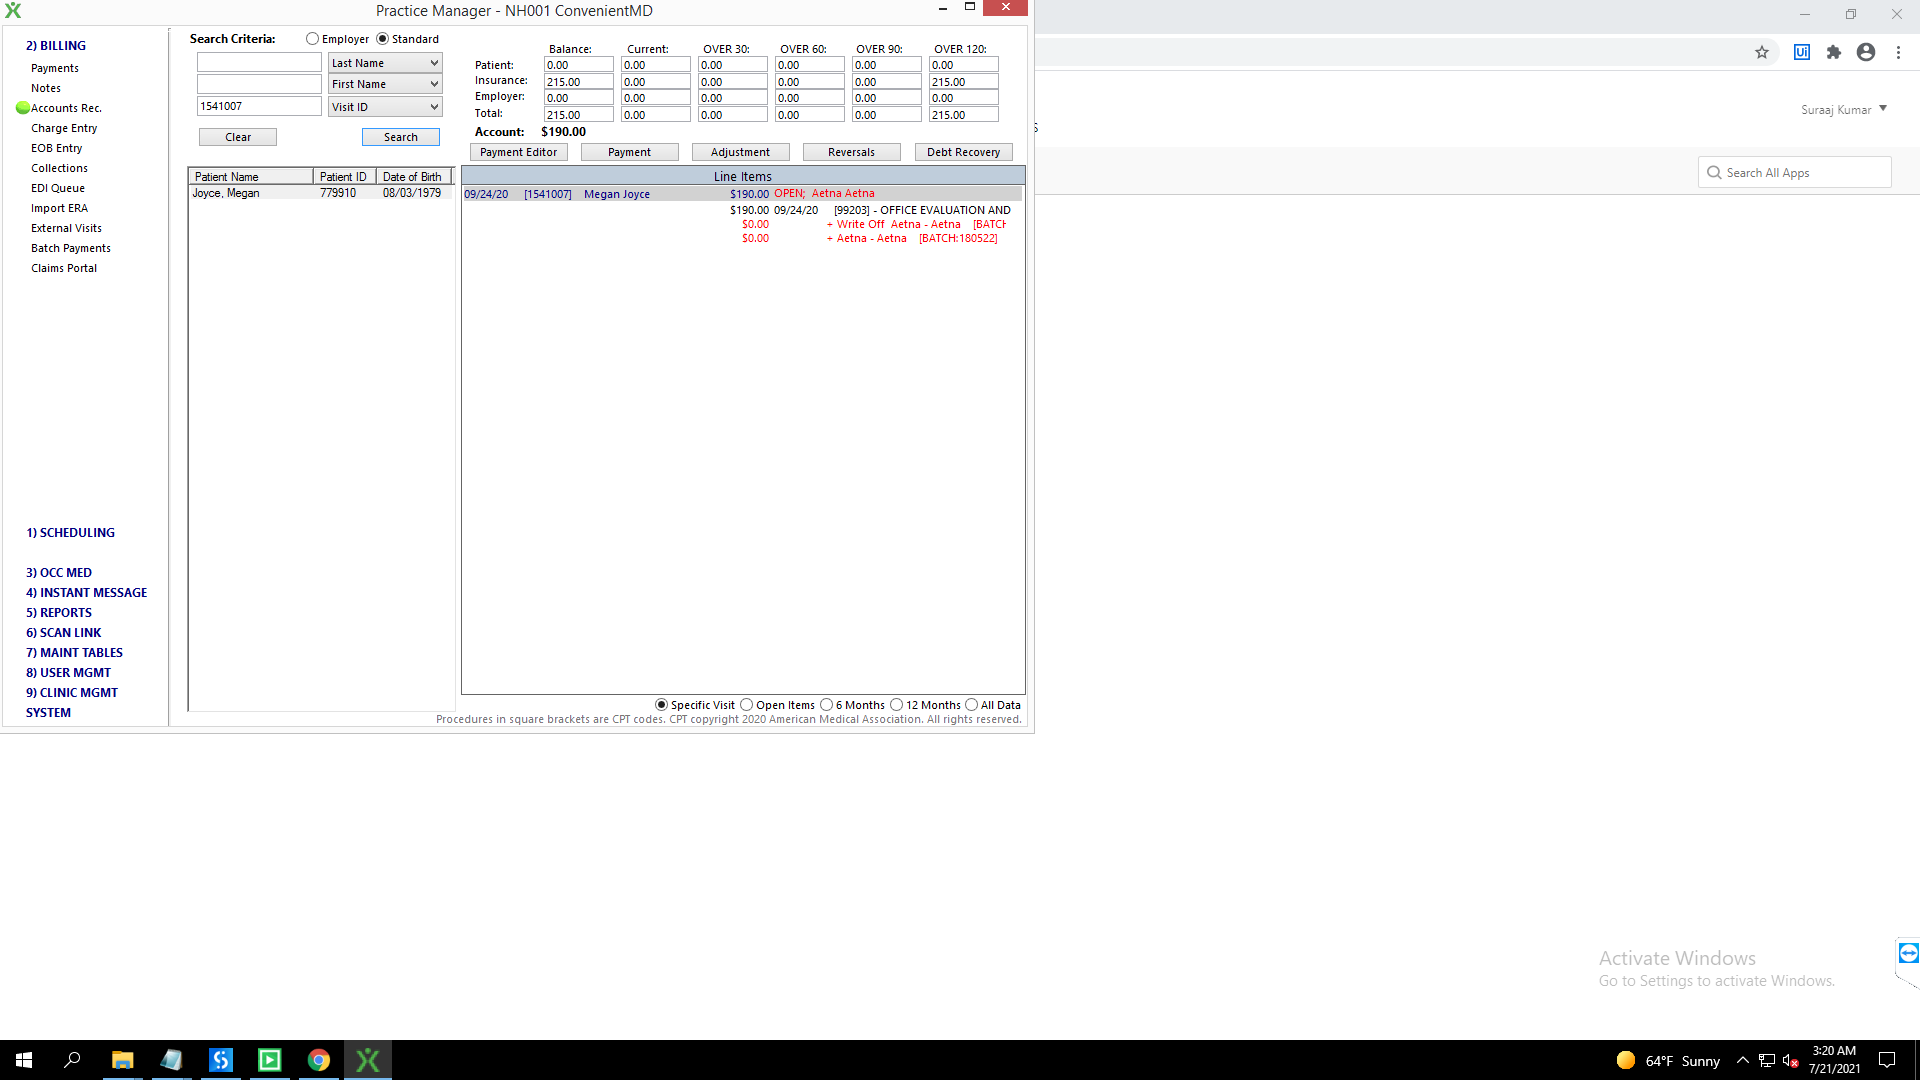 Practice Manager - NH001 ConvenientMD
2) BILLING
Payments
Notes
Accounts Rec.
Charge Entry
EOB Entry
Collections
EDI Queue
Import ERA
External Visits
Batch Payments
Claims Portal
1) SCHEDULING
3) OCC MED
4) INSTANT MESSAGE
5) REPORTS
6) SCAN LINK
7) MAINT TABLES
8) USER MGMT
9) CLINIC MGMT
SYSTEM
Search Criteria: Employer Standard
Last Name
First Name
1541007 Visit ID
Clear Search
Patient Name Patient ID Date of Birth
Joyce, Megan 779910 08/03/1979
Balance: Current: OVER 30: OVER 60: OVER 90: OVER 120:
Patient: 0.00 0.00 0.00 0.00 0.00 0.00
Insurance: 215.00 0.00 0.00 0.00 0.00 215.00
Employer: 0.00 0.00 0.00 0.00 0.00 0.00
Total: 215.00 0.00 0.00 0.00 0.00 215.00
Account: $190.00
Payment Editor Payment Adjustment Reversals Debt Recovery
Line Items
09/24/20 [1541007] Megan Joyce $190.00 OPEN; Aetna Aetna
$190.00 09/24/20 [99203] - OFFICE EVALUATION AND
$0.00 + Write Off Aetna - Aetna [BATCH
$0.00 + Aetna - Aetna [BATCH:180522]
Specific Visit Open Items 6 Months 12 Months All Data
Procedures in square brackets are CPT codes. CPT copyright 2020 American Medical Association. All rights reserved.
Ui
Suraaj Kumar
s
Search All Apps
Activate Windows
Go to Settings to activate Windows.
64°F Sunny
3:20 AM
7/21/2021